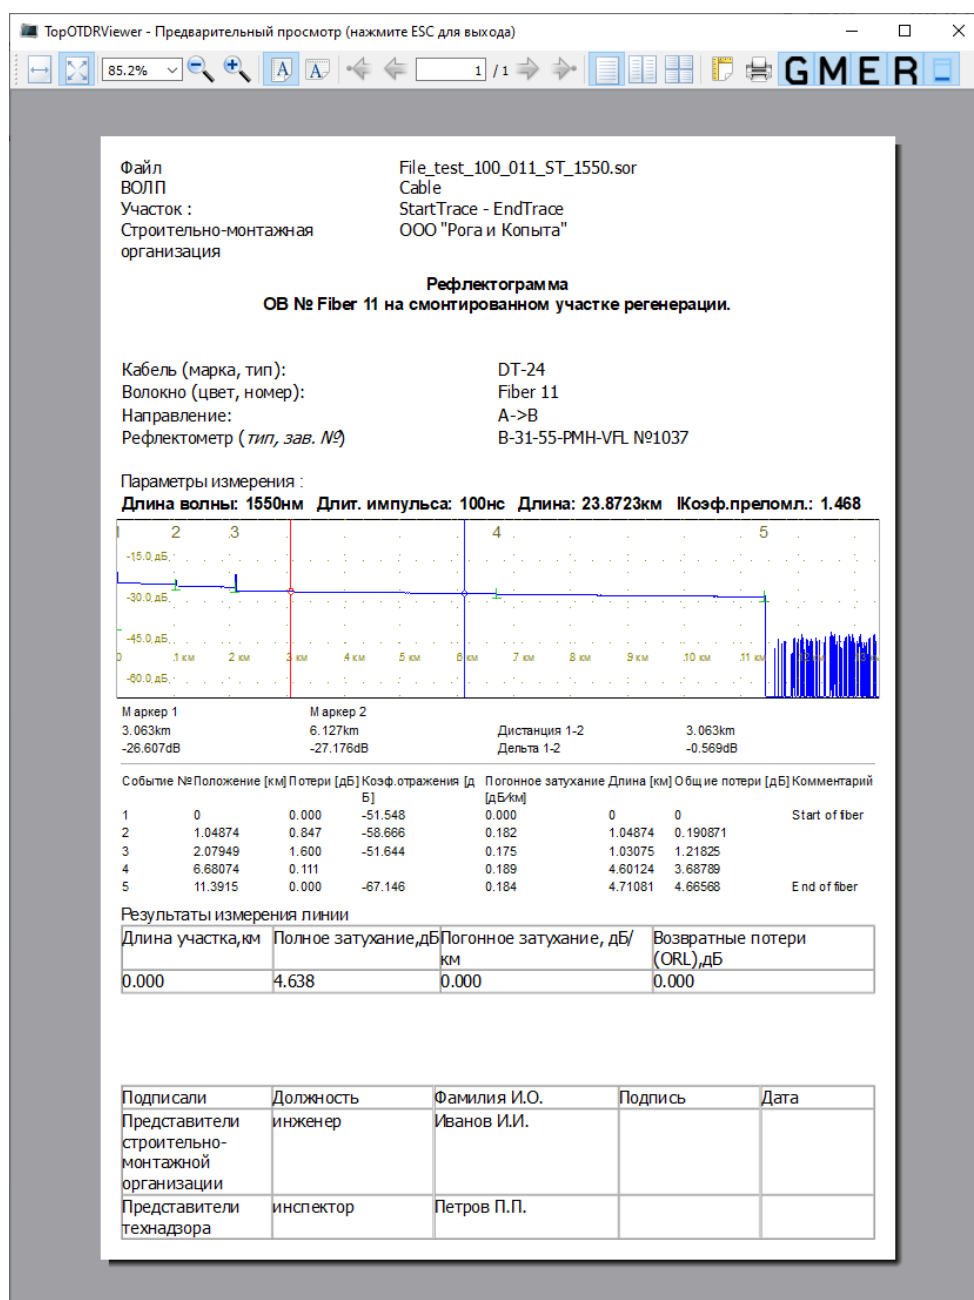 TopOTDRViewer - Предварительный просмотр (нажмите ESC для выхода)
85.2% 1 / 1 G M E R
Файл File_test_100_011_ST_1550.sor
ВОЛП Cable
Участок : StartTrace - EndTrace
Строительно-монтажная ООО "Рога и Копыта"
организация
Рефлектограмма
ОВ № Fiber 11 на смонтированном участке регенерации.
Кабель (марка, тип): DT-24
Волокно (цвет, номер): Fiber 11
Направление: A->B
Рефлектометр (тип, зав. №) B-31-55-PMH-VFL №1037
Параметры измерения :
Длина волны: 1550нм Длит. импульса: 100нс Длина: 23.8723км IКоэф.преломл.: 1.468
1 2 3 4 5
-15.0 дБ
-30.0 дБ
-45.0 дБ
0 1 км 2 км 3 км 4 км 5 км 6 км 7 км 8 км 9 км 10 км 11 км 12 км 13 км
-60.0 дБ
Маркер 1 Маркер 2
3.063km 6.127km Дистанция 1-2 3.063km
-26.607dB -27.176dB Дельта 1-2 -0.569dB
Событие № Положение [км] Потери [дБ] Коэф.отражения [д Погонное затухание Длина [км] Общие потери [дБ] Комментарий
Б] [дБ/км]
1 0 0.000 -51.548 0.000 0 0 Start of fiber
2 1.04874 0.847 -58.666 0.182 1.04874 0.190871
3 2.07949 1.600 -51.644 0.175 1.03075 1.21825
4 6.68074 0.111 0.189 4.60124 3.68789
5 11.3915 0.000 -67.146 0.184 4.71081 4.66568 End of fiber
Результаты измерения линии
Длина участка,км Полное затухание,дБ Погонное затухание, дБ/ Возвратные потери
км (ORL),дБ
0.000 4.638 0.000 0.000
Подписали Должность Фамилия И.О. Подпись Дата
Представители инженер Иванов И.И.
строительно-
монтажной
организации
Представители инспектор Петров П.П.
технадзора